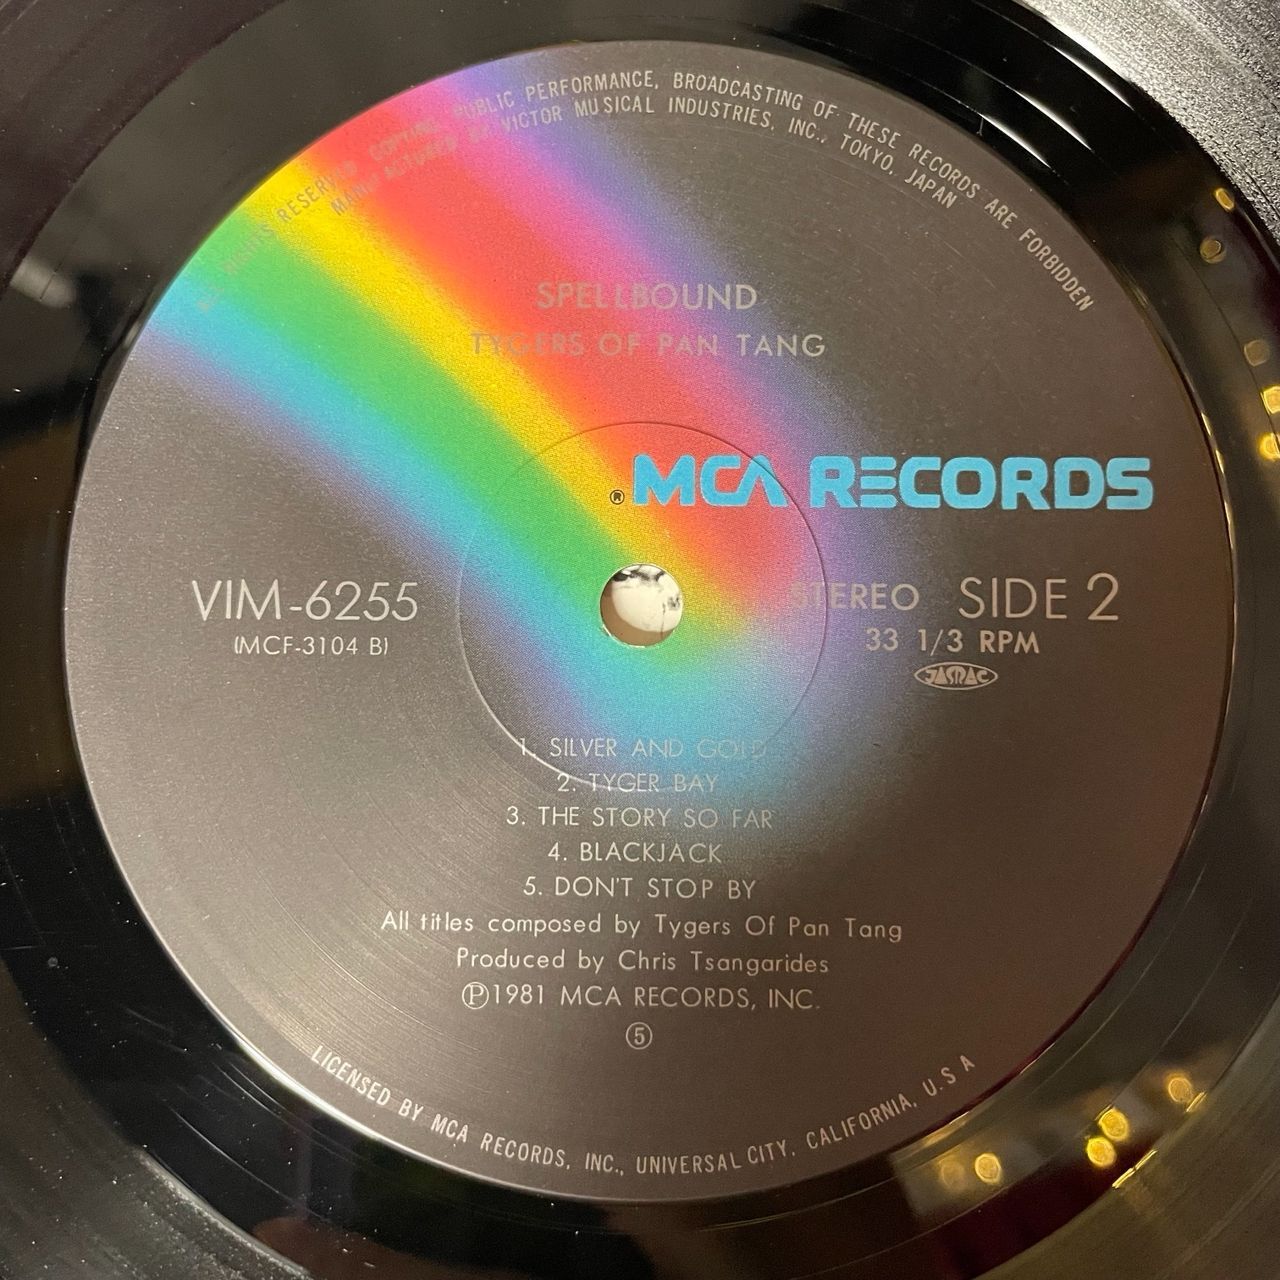 ALL RIGHTS RESERVED COPYING, PUBLIC PERFORMANCE, BROADCASTING OF THESE RECORDS ARE FORBIDDEN
MANUFACTURED BY VICTOR MUSICAL INDUSTRIES, INC., TOKYO, JAPAN
SPELLBOUND
TYGERS OF PAN TANG
® MCA RECORDS
VIM-6255
(MCF-3104 B)
STEREO SIDE 2
33 1/3 RPM
JASRAC
1. SILVER AND GOLD
2. TYGER BAY
3. THE STORY SO FAR
4. BLACKJACK
5. DON'T STOP BY
All titles composed by Tygers Of Pan Tang
Produced by Chris Tsangarides
Ⓟ1981 MCA RECORDS, INC.
⑤
LICENSED BY MCA RECORDS, INC., UNIVERSAL CITY, CALIFORNIA, U.S A